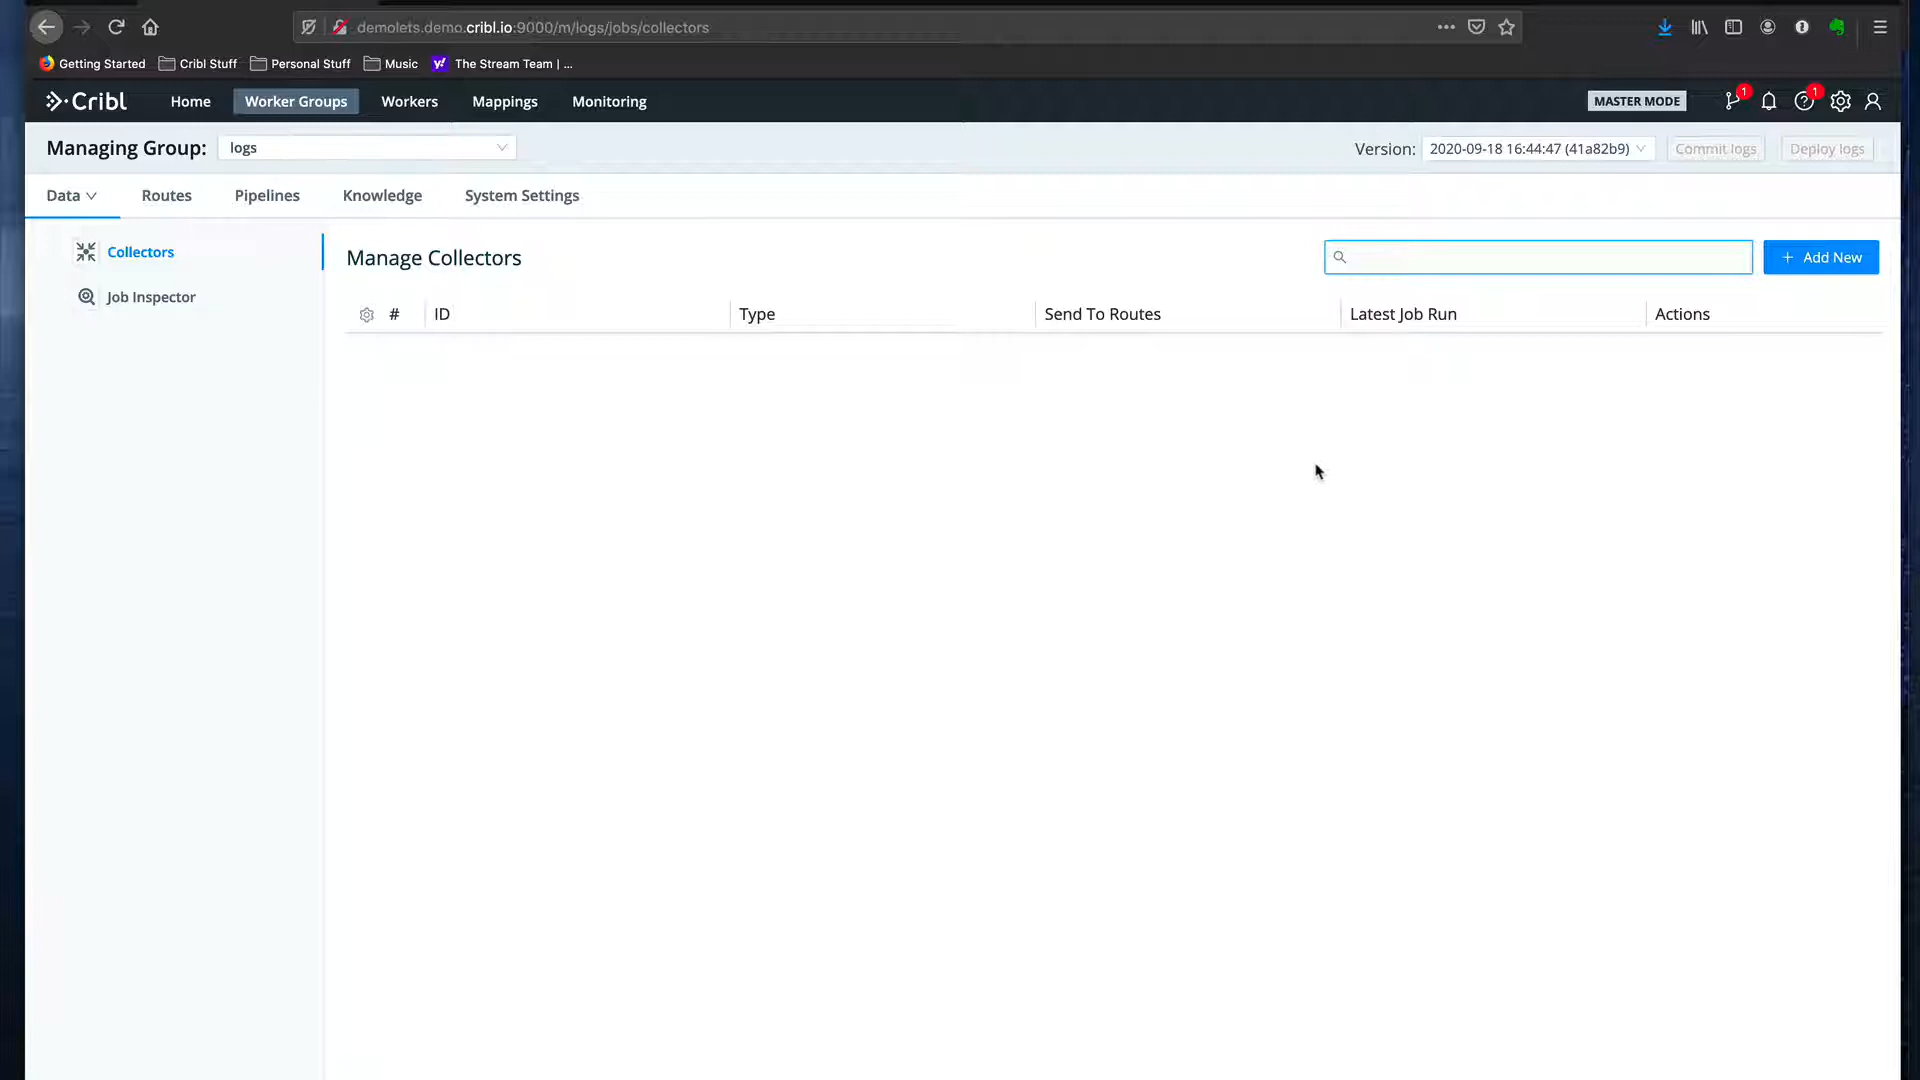 demolets.demo.cribl.io:9000/m/logs/jobs/collectors
Getting Started Cribl Stuff Personal Stuff Music The Stream Team | ...
Cribl Home Worker Groups Workers Mappings Monitoring MASTER MODE 1 1
Managing Group: logs Version: 2020-09-18 16:44:47 (41a82b9) Commit logs Deploy logs
Data Routes Pipelines Knowledge System Settings
Collectors
Job Inspector
Manage Collectors + Add New
# ID Type Send To Routes Latest Job Run Actions